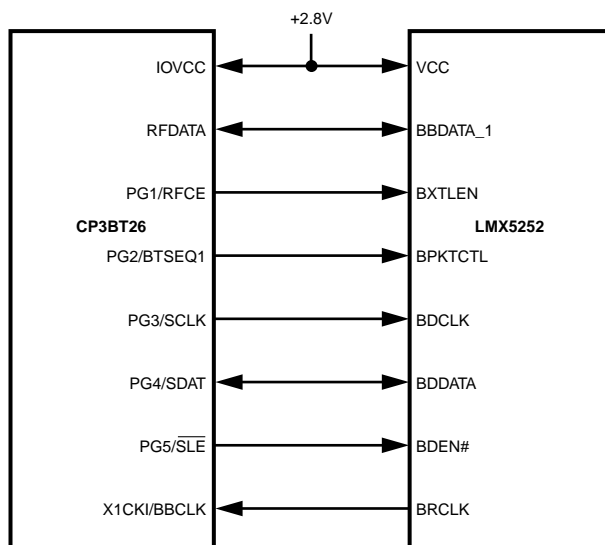 +2.8V
IOVCC VCC
RFDATA BBDATA_1
PG1/RFCE BXTLEN
CP3BT26 LMX5252
PG2/BTSEQ1 BPKTCTL
PG3/SCLK BDCLK
PG4/SDAT BDDATA
PG5/S̅L̅E̅ BDEN#
X1CKI/BBCLK BRCLK